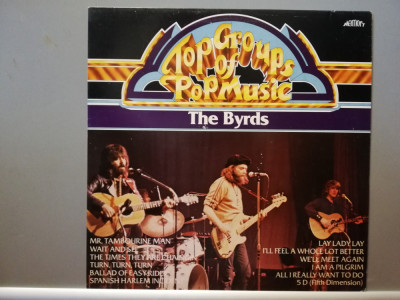 memory
Top Groups
of
Pop Music
The Byrds
MR. TAMBOURINE MAN
WAIT AND SEE
THE TIMES THEY ARE A-CHANGIN'
TURN, TURN, TURN
BALLAD OF EASY RIDER
SPANISH HARLEM INC.
LAY LADY LAY
I'LL FEEL A WHOLE LOT BETTER
WE'LL MEET AGAIN
I AM A PILGRIM
ALL I REALLY WANT TO DO
5 D (Fifth Dimension)